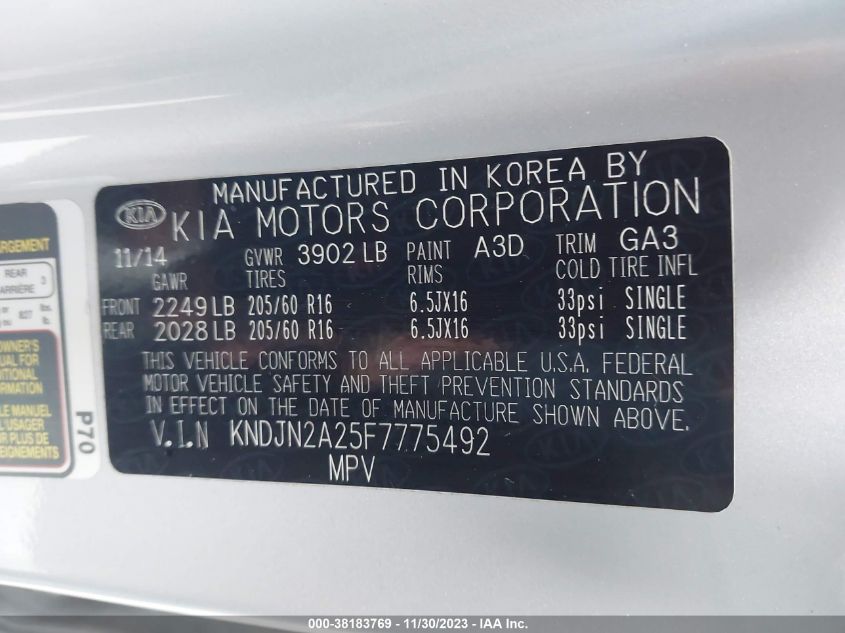 MANUFACTURED IN KOREA BY
KIA KIA MOTORS CORPORATION
11/14 GVWR 3902 LB PAINT A3D TRIM GA3
GAWR TIRES RIMS COLD TIRE INFL
FRONT 2249 LB 205/60 R16 6.5JX16 33psi SINGLE
REAR 2028 LB 205/60 R16 6.5JX16 33psi SINGLE
THIS VEHICLE CONFORMS TO ALL APPLICABLE U.S.A. FEDERAL
MOTOR VEHICLE SAFETY AND THEFT PREVENTION STANDARDS
IN EFFECT ON THE DATE OF MANUFACTURE SHOWN ABOVE.
V.I.N KNDJN2A25F7775492
MPV
REAR
3
827 lbs.
P70
000-38183769 - 11/30/2023 - IAA Inc.